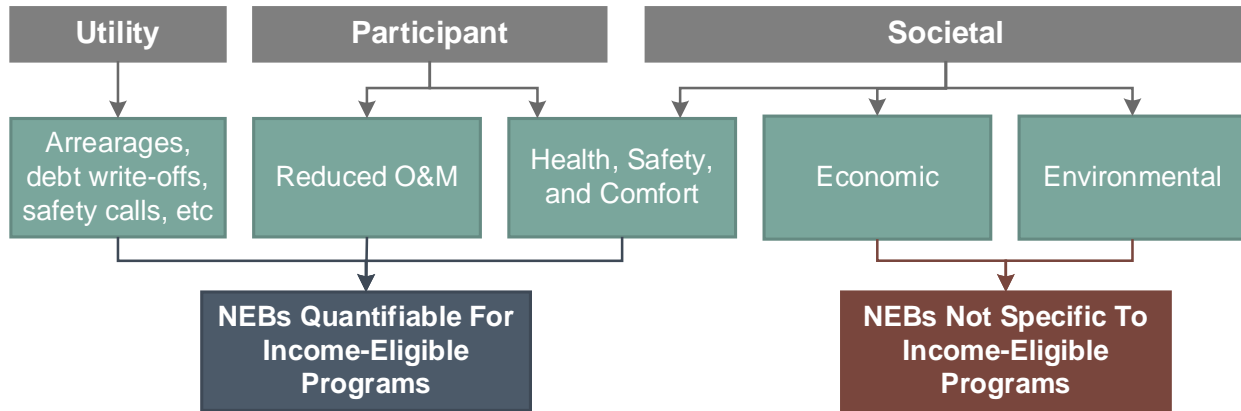 Utility
Participant
Societal
Arrearages,
debt write-offs,
safety calls, etc
Reduced O&M
Health, Safety,
and Comfort
Economic
Environmental
NEBs Quantifiable For
Income-Eligible
Programs
NEBs Not Specific To
Income-Eligible
Programs